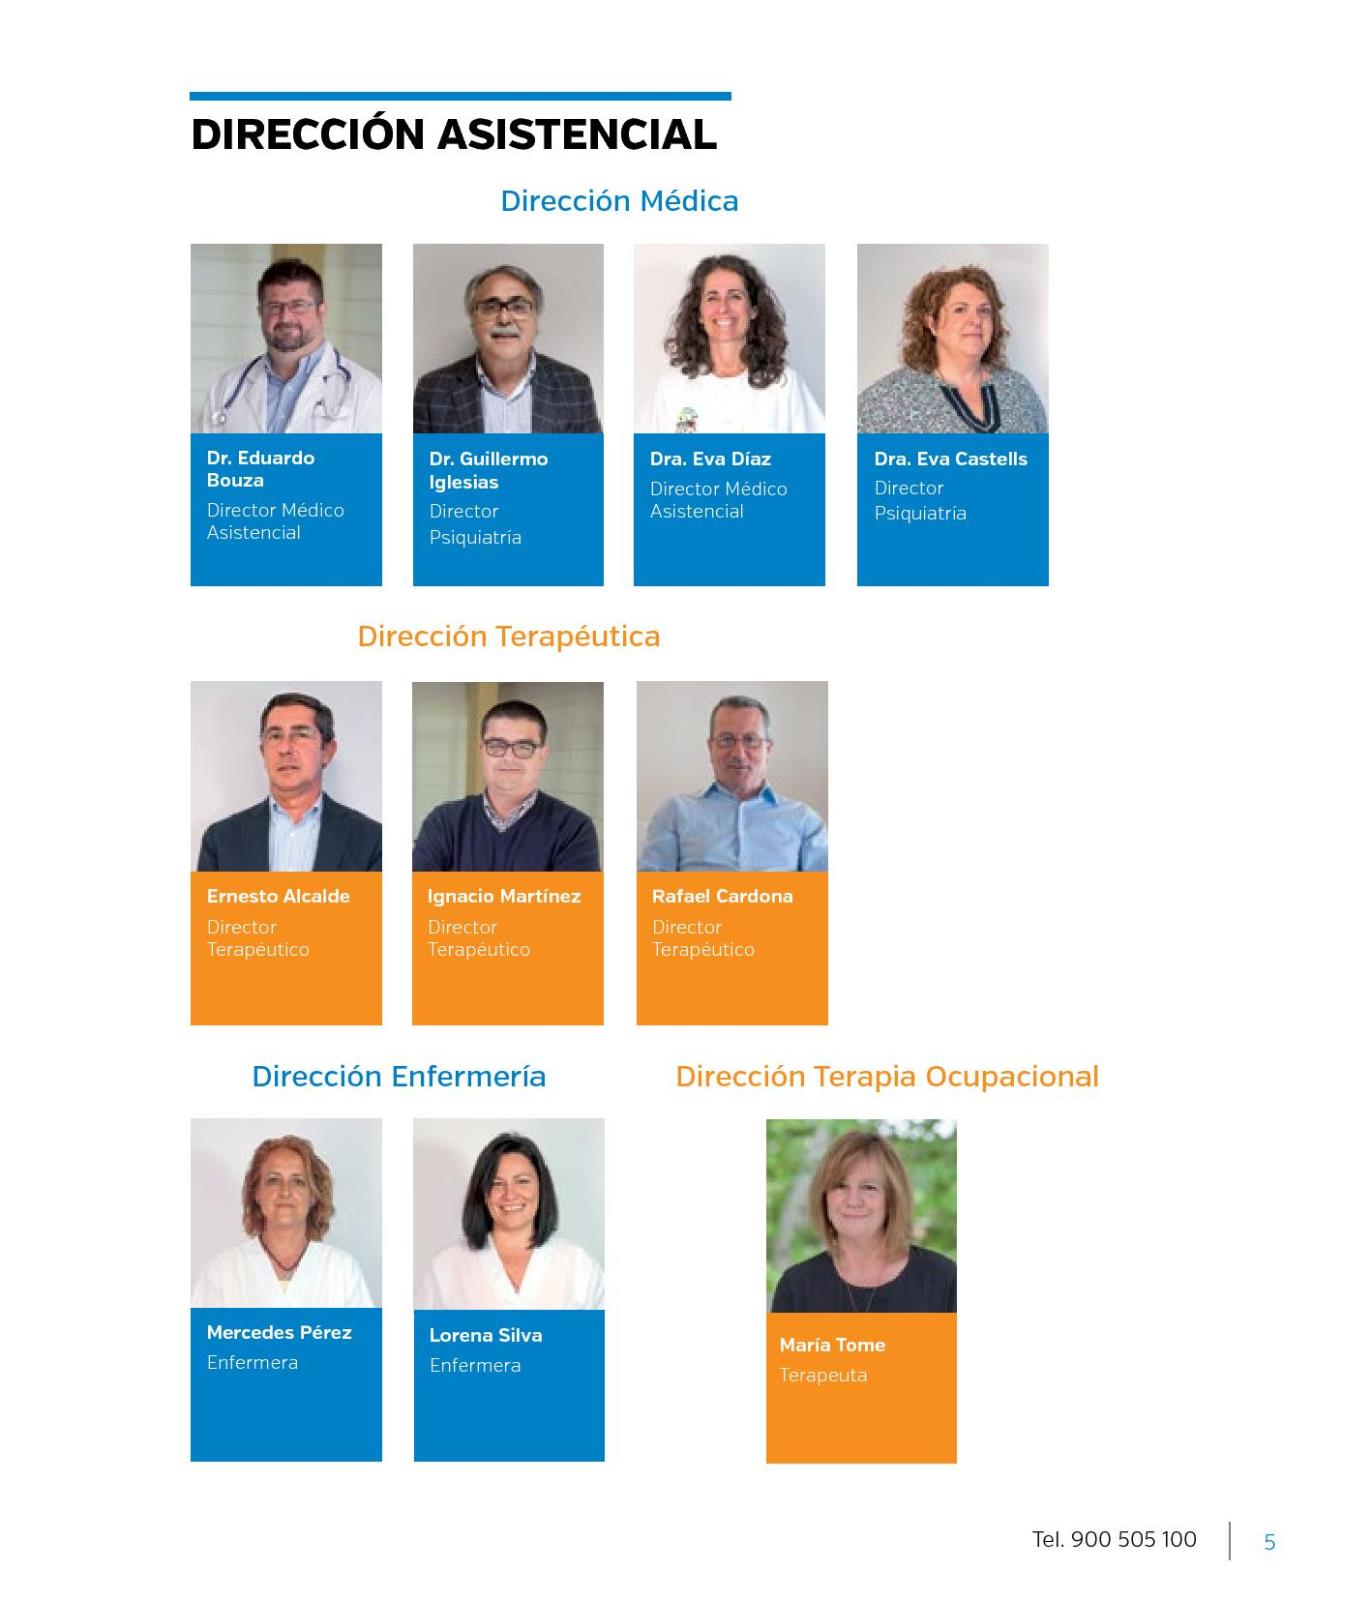 DIRECCIÓN ASISTENCIAL
Dirección Médica
Dr. Eduardo
Bouza
Director Médico
Asistencial
Dr. Guillermo
Iglesias
Director
Psiquiatría
Dra. Eva Díaz
Director Médico
Asistencial
Dra. Eva Castells
Director
Psiquiatría
Dirección Terapéutica
Ernesto Alcalde
Director
Terapéutico
Ignacio Martínez
Director
Terapéutico
Rafael Cardona
Director
Terapéutico
Dirección Enfermería
Mercedes Pérez
Enfermera
Lorena Silva
Enfermera
Dirección Terapia Ocupacional
María Tome
Terapeuta
Tel. 900 505 100
5